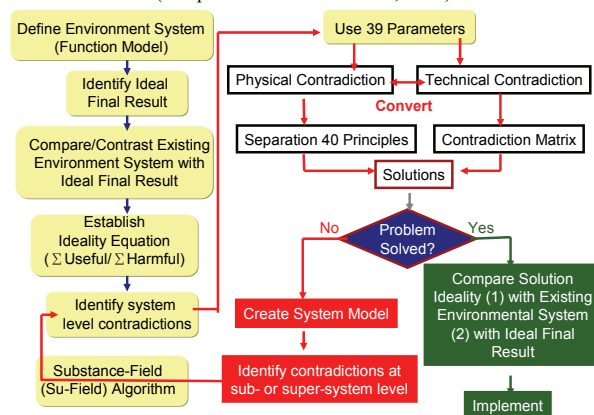 Define Environment System
(Function Model)
Identify Ideal
Final Result
Compare/Contrast Existing
Environment System with
Ideal Final Result
Establish
Ideality Equation
(ΣUseful/ΣHarmful)
Identify system
level contradictions
Substance-Field
(Su-Field) Algorithm
Use 39 Parameters
Physical Contradiction
Technical Contradiction
Convert
Separation 40 Principles
Contradiction Matrix
Solutions
No
Problem
Solved?
Yes
Create System Model
Identify contradictions at
sub- or super-system level
Compare Solution
Ideality (1) with Existing
Environmental System
(2) with Ideal Final
Result
Implement